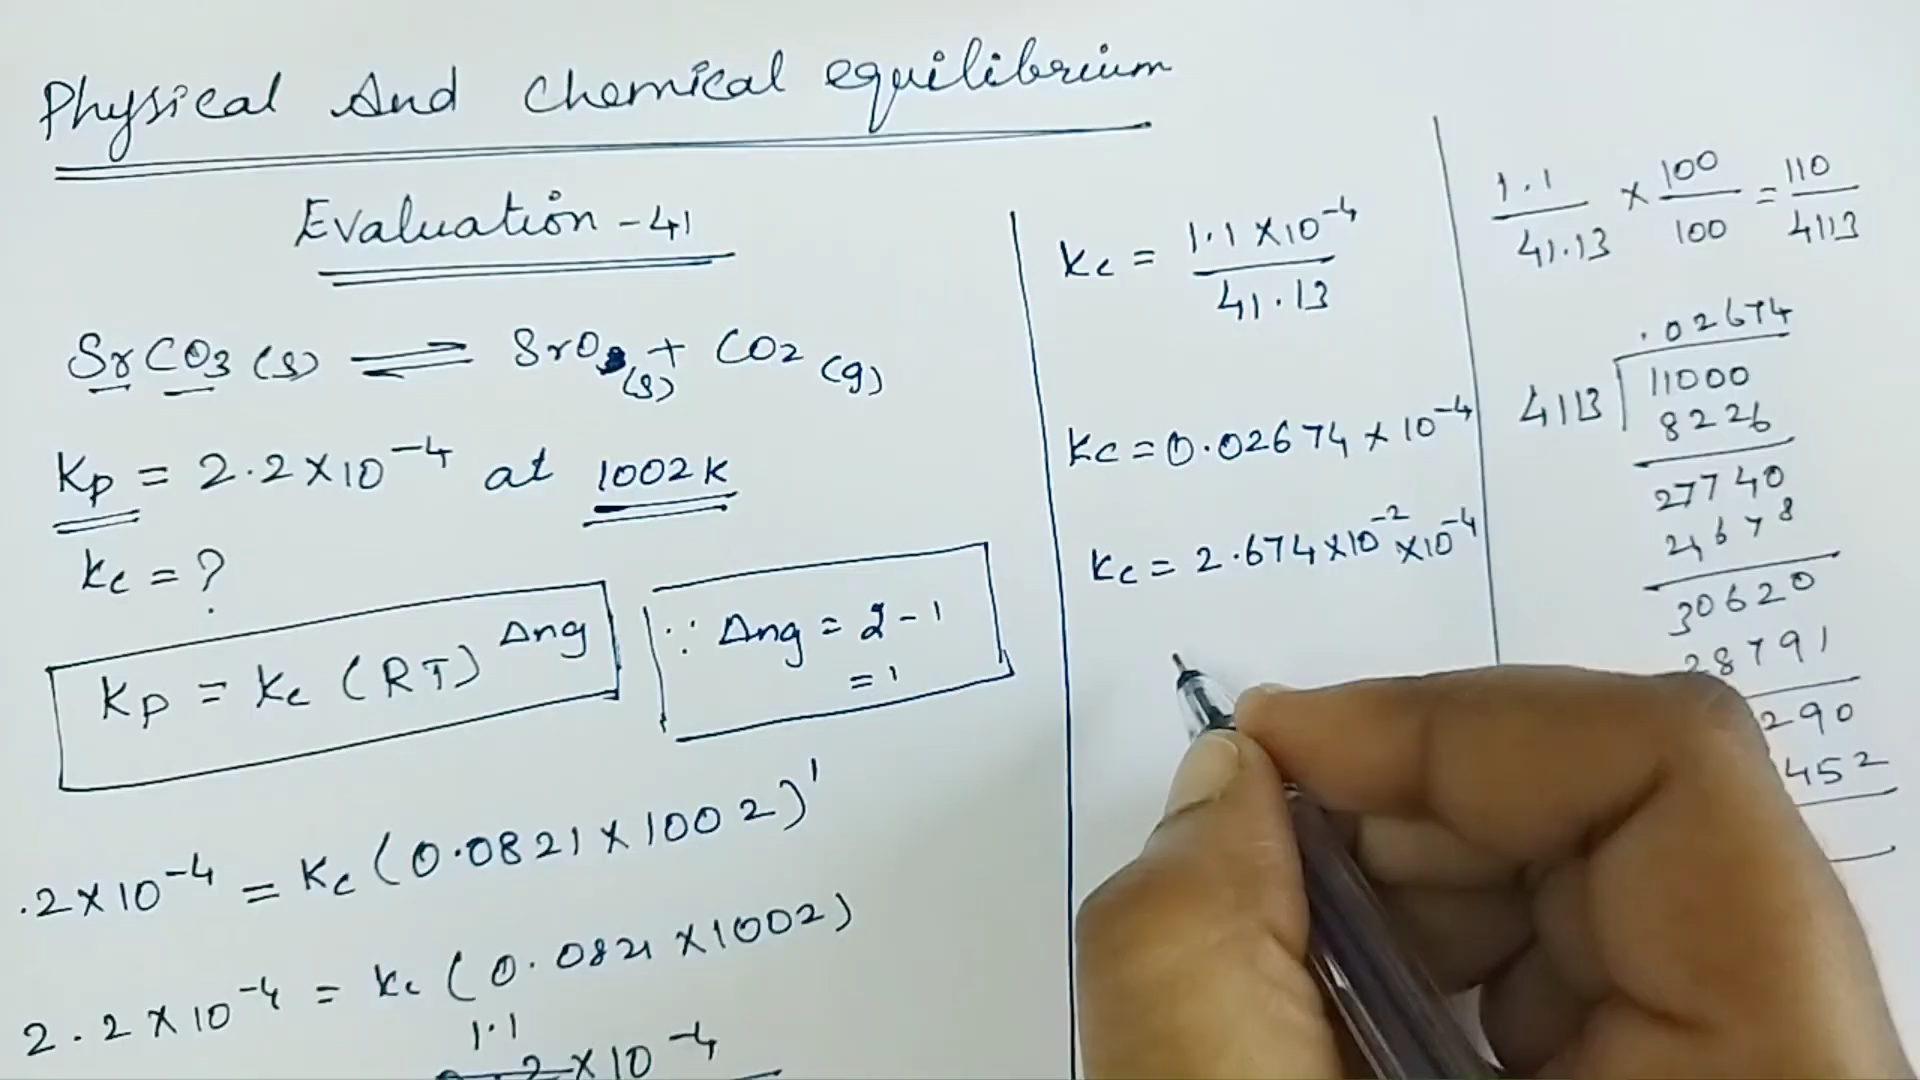 Physical And Chemical equilibrium
Evaluation - 41
SrCO3 (s) ⇌ SrO (s) + CO2 (g)
Kp = 2.2 × 10⁻⁴ at 1002 K
Kc = ?
Kp = Kc (RT) Δng
∵ Δng = 2 - 1
= 1
.2 × 10⁻⁴ = Kc (0.0821 × 1002)¹
2.2 × 10⁻⁴ = Kc (0.0821 × 1002)
1.1
2 × 10⁻⁴
Kc = 1.1 × 10⁻⁴ / 41.13
Kc = 0.02674 × 10⁻⁴
Kc = 2.674 × 10⁻² × 10⁻⁴
1.1 / 41.13 × 100 / 100 = 110 / 4113
.02674
4113 11000
8226
27740
24678
30620
28791
290
452